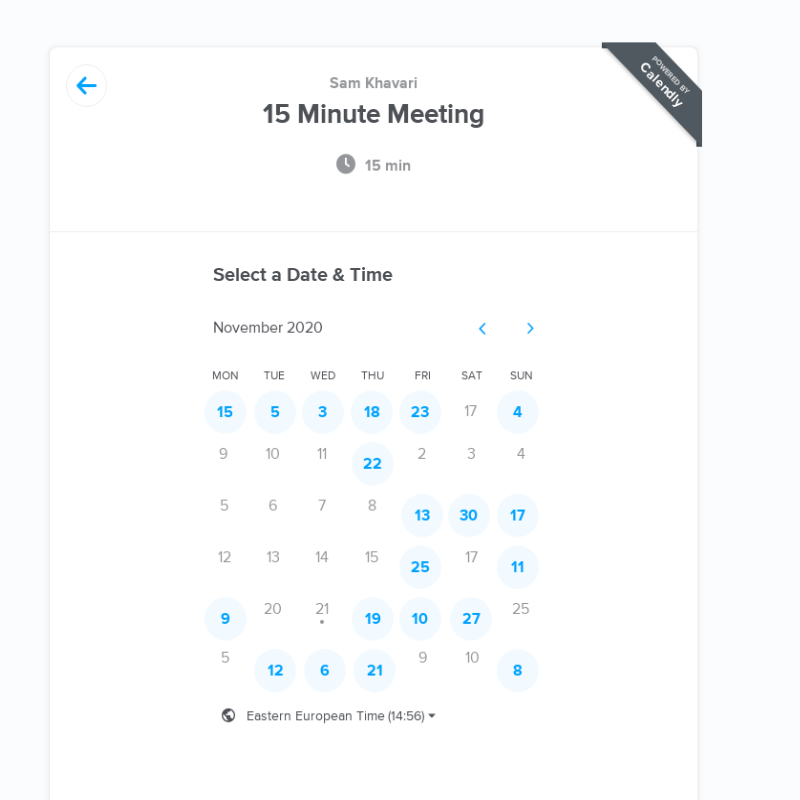 POWERED BY
Calendly
Sam Khavari
15 Minute Meeting
15 min
Select a Date & Time
November 2020
MON TUE WED THU FRI SAT SUN
15 5 3 18 23 17 4
9 10 11 22 2 3 4
5 6 7 8 13 30 17
12 13 14 15 25 17 11
9 20 21 19 10 27 25
5 12 6 21 9 10 8
Eastern European Time (14:56)